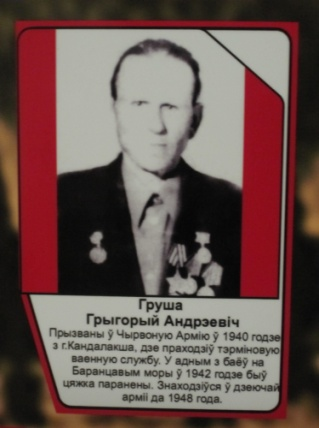 Груша
Грыгорый Андрэевіч
Прызваны ў Чырвоную Армію ў 1940 годзе
з г.Кандалакша, дзе праходзіў тэрміновую
ваенную службу. У адным з баёў на
Баранцавым моры ў 1942 годзе быў
цяжка паранены. Знаходзіўся ў дзеючай
арміі да 1948 года.